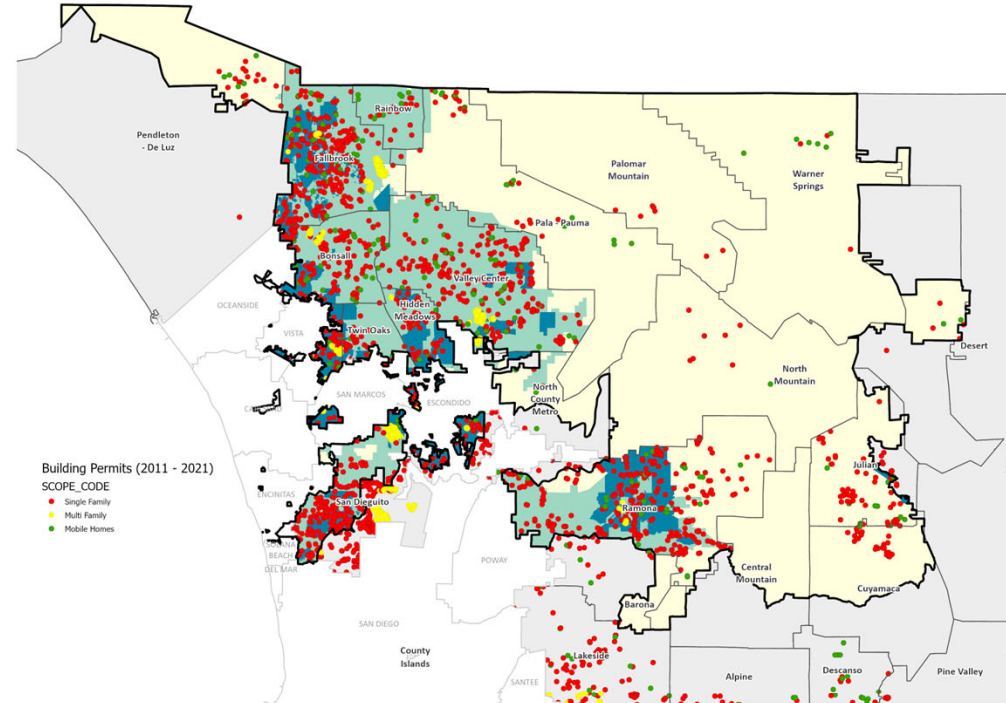 Rainbow
Pendleton
- De Luz
Fallbrook
Palomar
Mountain
Warner
Springs
Pala - Pauma
Bonsall
Valley Center
OCEANSIDE
Hidden
Meadows
VISTA
Twin Oaks
Desert
North
Mountain
SAN MARCOS
ESCONDIDO
North
County
Metro
Building Permits (2011 - 2021)
SCOPE_CODE
Single Family
Multi Family
Mobile Homes
Julian
ENCINITAS
San Dieguito
Ramona
BEACH
DEL MAR
POWAY
Central
Mountain
Cuyamaca
Barona
SAN DIEGO
County
Islands
Lakeside
SANTEE
Alpine
Descanso
Pine Valley